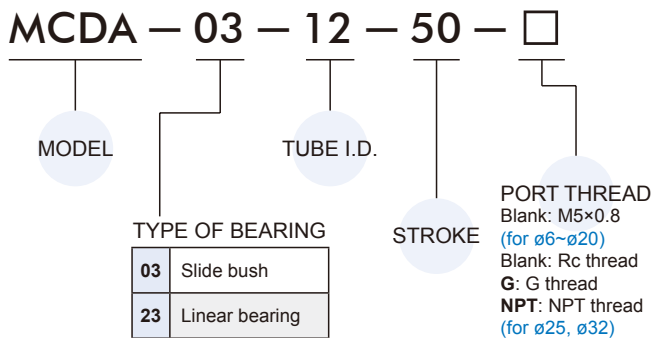 MCDA — 03 — 12 — 50 — □
MODEL
TUBE I.D.
TYPE OF BEARING
03 Slide bush
23 Linear bearing
STROKE
PORT THREAD
Blank: M5×0.8
(for ø6~ø20)
Blank: Rc thread
G: G thread
NPT: NPT thread
(for ø25, ø32)